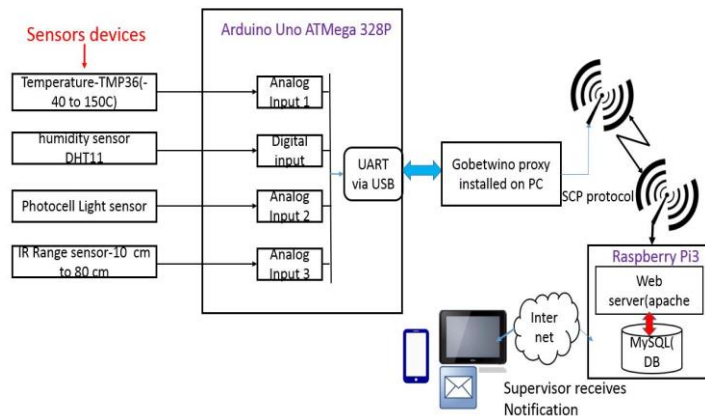 Sensors devices
Arduino Uno ATMega 328P
Temperature-TMP36(-
40 to 150C)
Analog
Input 1
humidity sensor
DHT11
Digital
input
UART
via USB
Gobetwino proxy
installed on PC
Photocell Light sensor
Analog
Input 2
IR Range sensor-10 cm
to 80 cm
Analog
Input 3
SCP protocol
Raspberry Pi3
Web
server(apache
MySQL(
DB
Inter
net
Supervisor receives
Notification